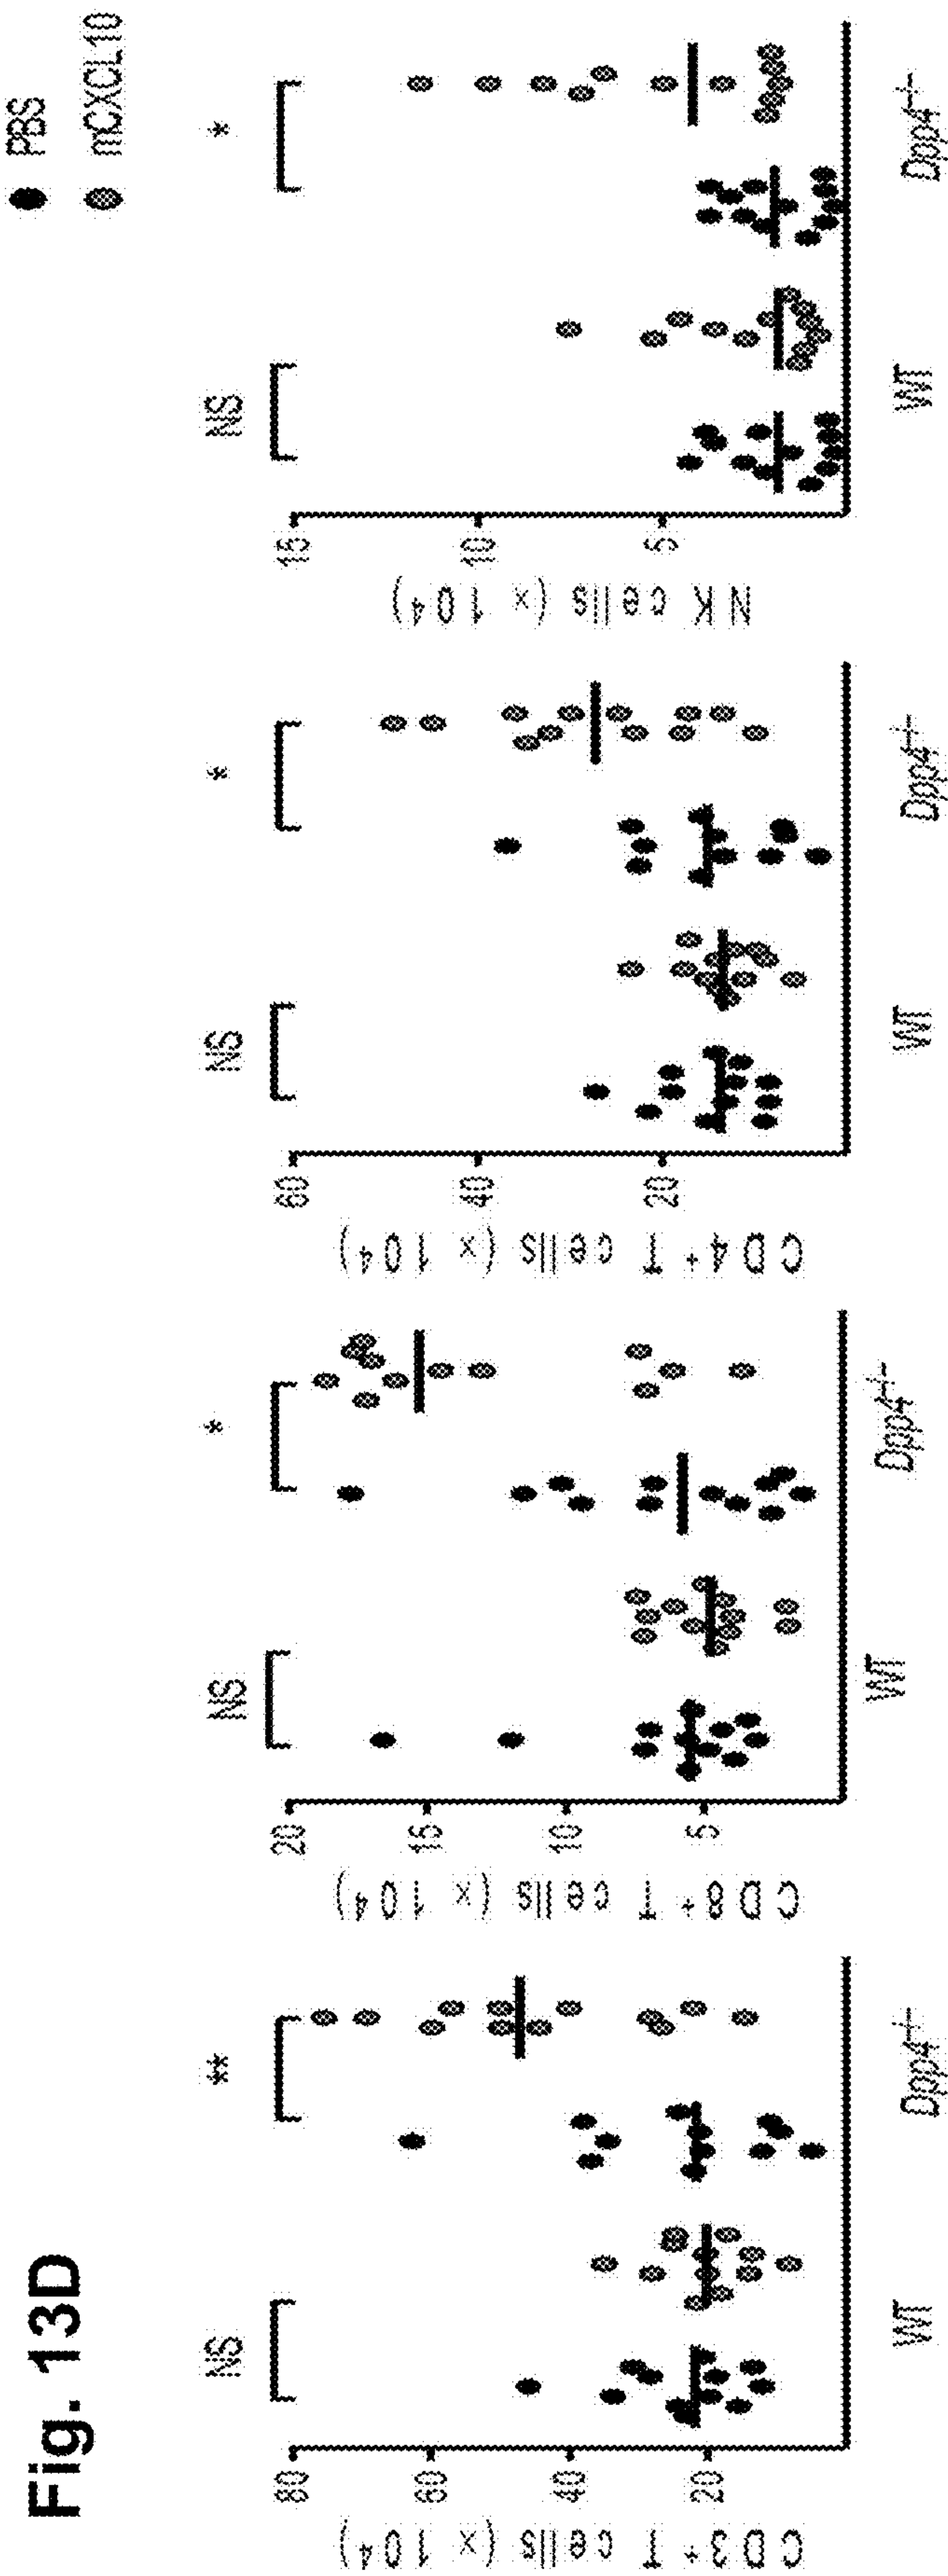 Fig. 13D
PBS
mCXCL10
CD3⁺ T cells (x 10⁴)
80
60
40
20
NS
**
WT
Dpp4⁻/⁻
CD8⁺ T cells (x 10⁴)
20
15
10
5
NS
*
WT
Dpp4⁻/⁻
CD4⁺ T cells (x 10⁴)
60
40
20
NS
*
WT
Dpp4⁻/⁻
NK cells (x 10⁴)
15
10
5
NS
*
WT
Dpp4⁻/⁻